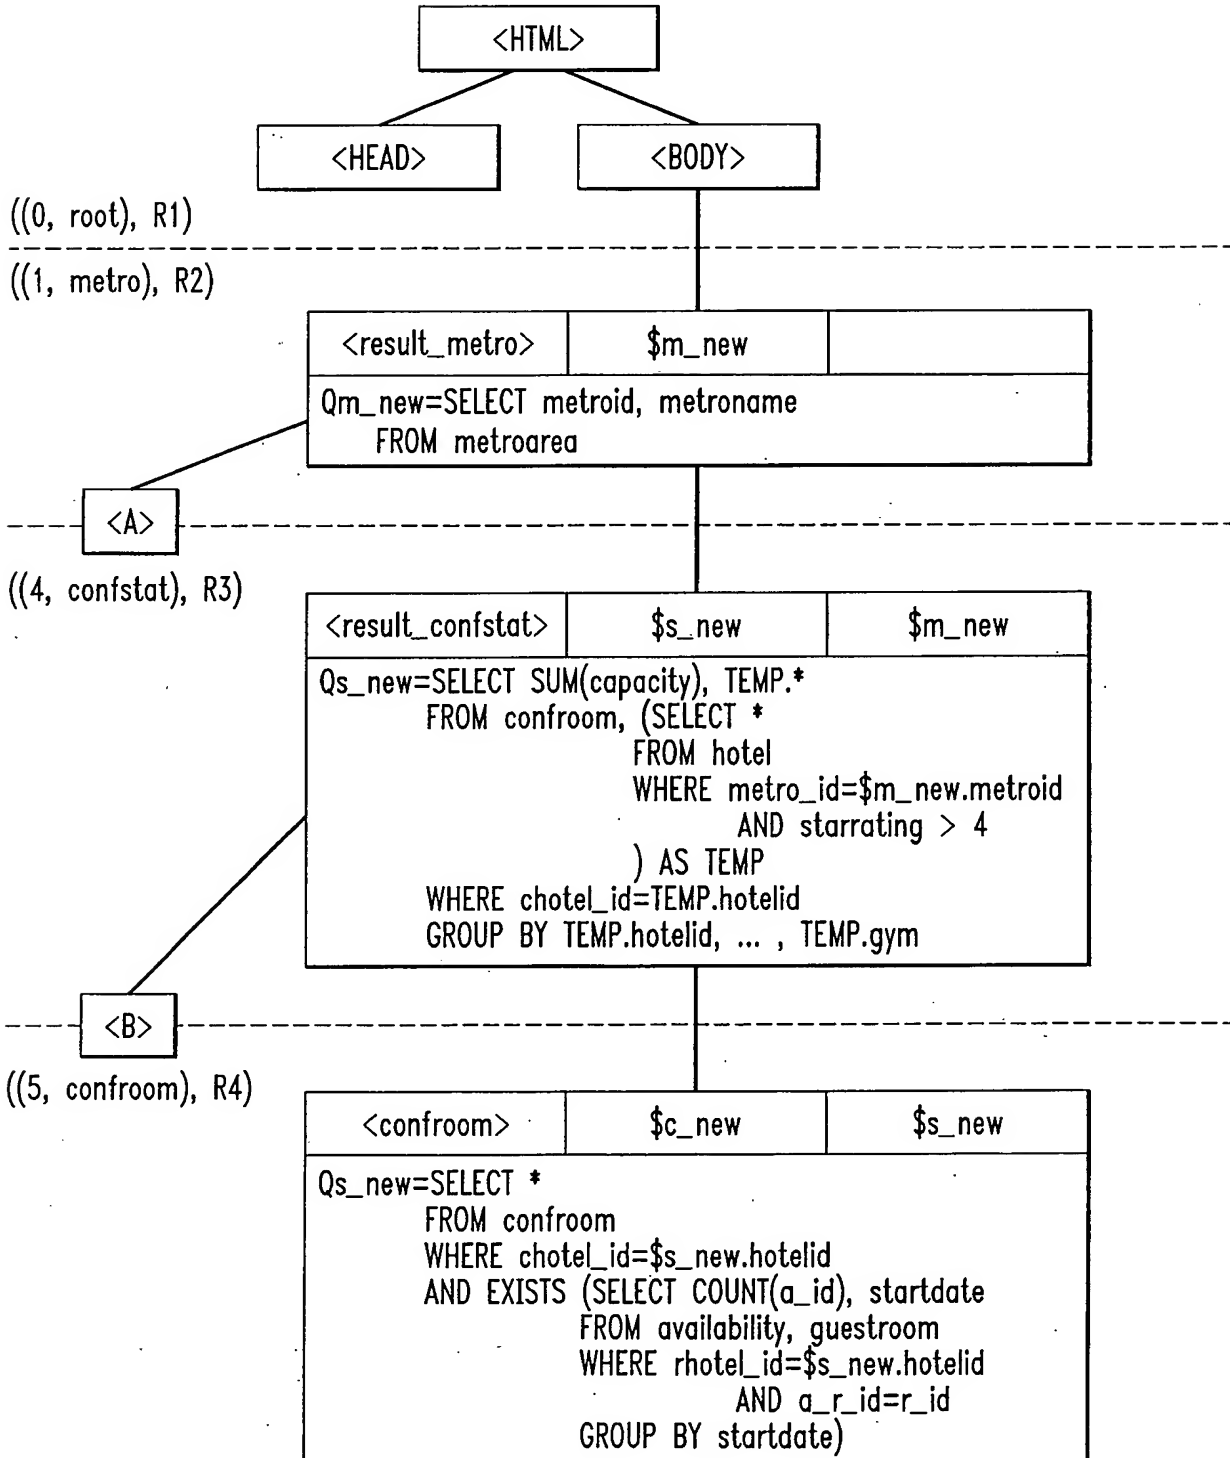 <HTML>
<HEAD>
<BODY>
((0, root), R1)
((1, metro), R2)
<result_metro> $m_new
Qm_new=SELECT metroid, metroname
FROM metroarea
<A>
((4, confstat), R3)
<result_confstat> $s_new $m_new
Qs_new=SELECT SUM(capacity), TEMP.*
FROM confroom, (SELECT *
FROM hotel
WHERE metro_id=$m_new.metroid
AND starrating > 4
) AS TEMP
WHERE chotel_id=TEMP.hotelid
GROUP BY TEMP.hotelid, ... , TEMP.gym
<B>
((5, confroom), R4)
<confroom> $c_new $s_new
Qs_new=SELECT *
FROM confroom
WHERE chotel_id=$s_new.hotelid
AND EXISTS (SELECT COUNT(a_id), startdate
FROM availability, guestroom
WHERE rhotel_id=$s_new.hotelid
AND a_r_id=r_id
GROUP BY startdate)